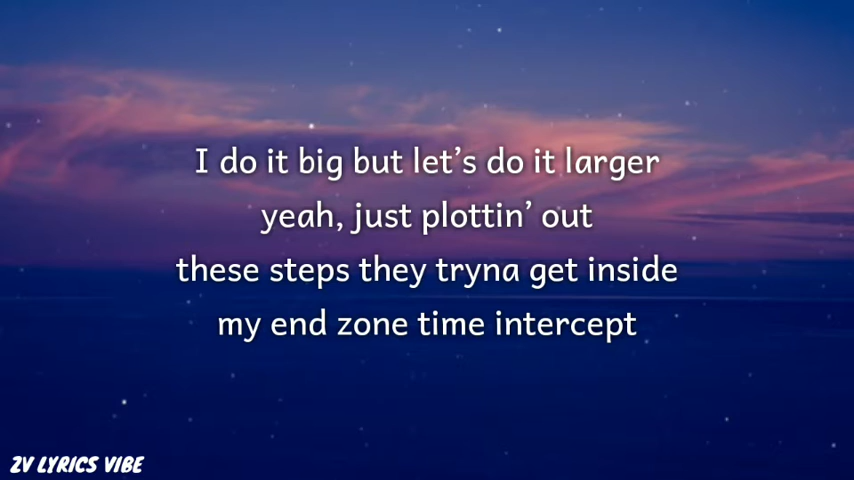 I do it big but let’s do it larger
yeah, just plottin’ out
these steps they tryna get inside
my end zone time intercept
ZV LYRICS VIBE